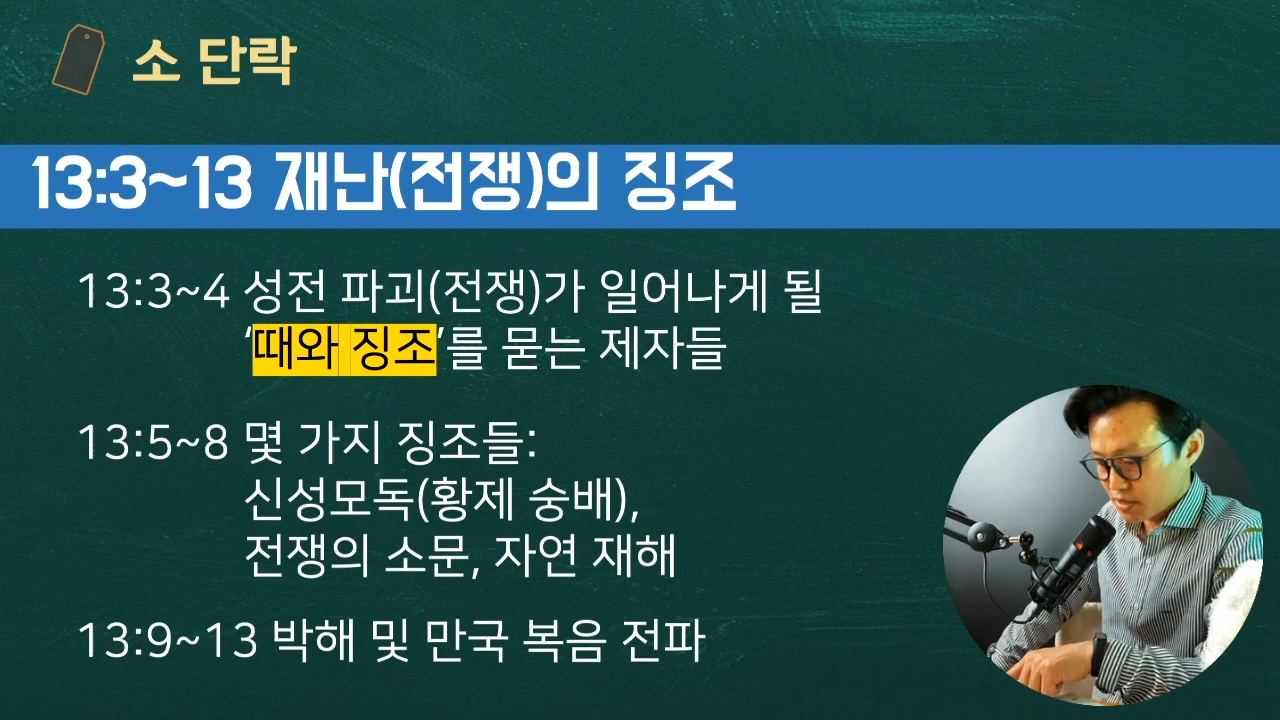 소 단락
13:3~13 재난(전쟁)의 징조
13:3~4 성전 파괴(전쟁)가 일어나게 될
‘때와 징조’를 묻는 제자들
13:5~8 몇 가지 징조들:
신성모독(황제 숭배),
전쟁의 소문, 자연 재해
13:9~13 박해 및 만국 복음 전파